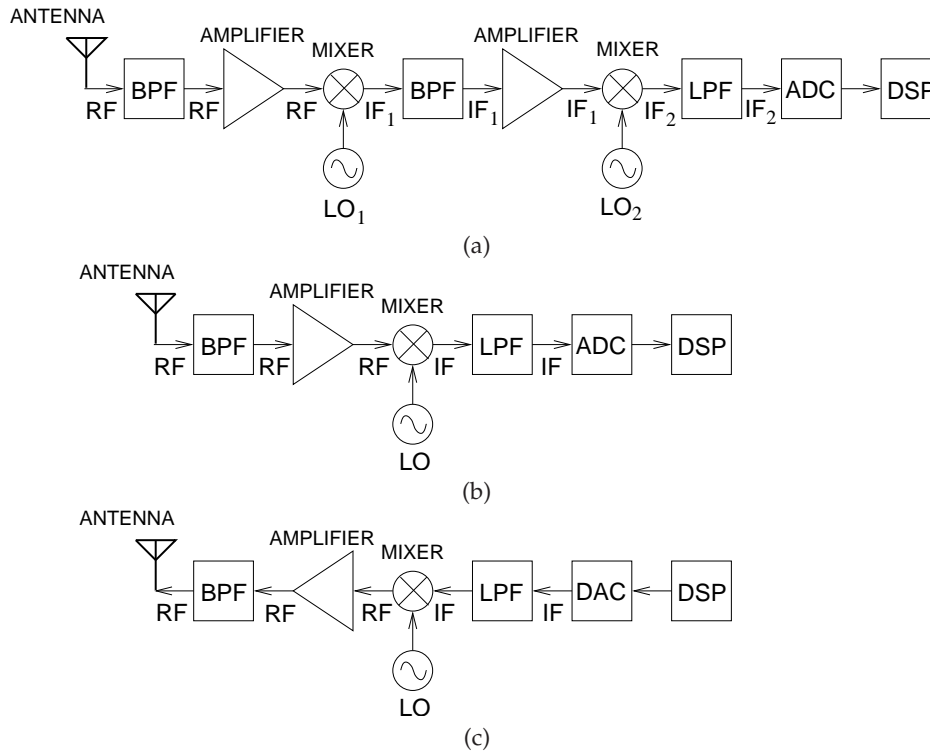 ANTENNA
AMPLIFIER
MIXER
AMPLIFIER
MIXER
BPF
BPF
LPF
ADC
DSP
RF
RF
RF
IF1
IF1
IF1
IF2
IF2
LO1
LO2
(a)
ANTENNA
AMPLIFIER
MIXER
BPF
LPF
ADC
DSP
RF
RF
RF
IF
IF
LO
(b)
ANTENNA
AMPLIFIER
MIXER
BPF
LPF
DAC
DSP
RF
RF
RF
IF
IF
LO
(c)